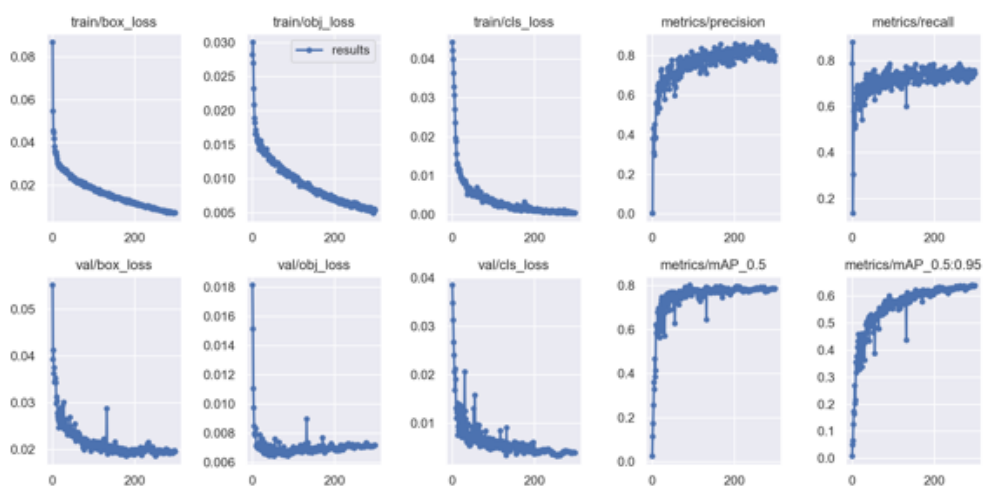 train/box_loss train/obj_loss train/cls_loss metrics/precision metrics/recall
results
0.08 0.06 0.04 0.02
0 200
0.030 0.025 0.020 0.015 0.010 0.005
0 200
0.04 0.03 0.02 0.01 0.00
0 200
0.8 0.6 0.4 0.2 0.0
0 200
0.8 0.6 0.4 0.2
0 200
val/box_loss val/obj_loss val/cls_loss metrics/mAP_0.5 metrics/mAP_0.5:0.95
0.05 0.04 0.03 0.02
0 200
0.018 0.016 0.014 0.012 0.010 0.008 0.006
0 200
0.04 0.03 0.02 0.01
0 200
0.8 0.6 0.4 0.2 0.0
0 200
0.6 0.5 0.4 0.3 0.2 0.1 0.0
0 200